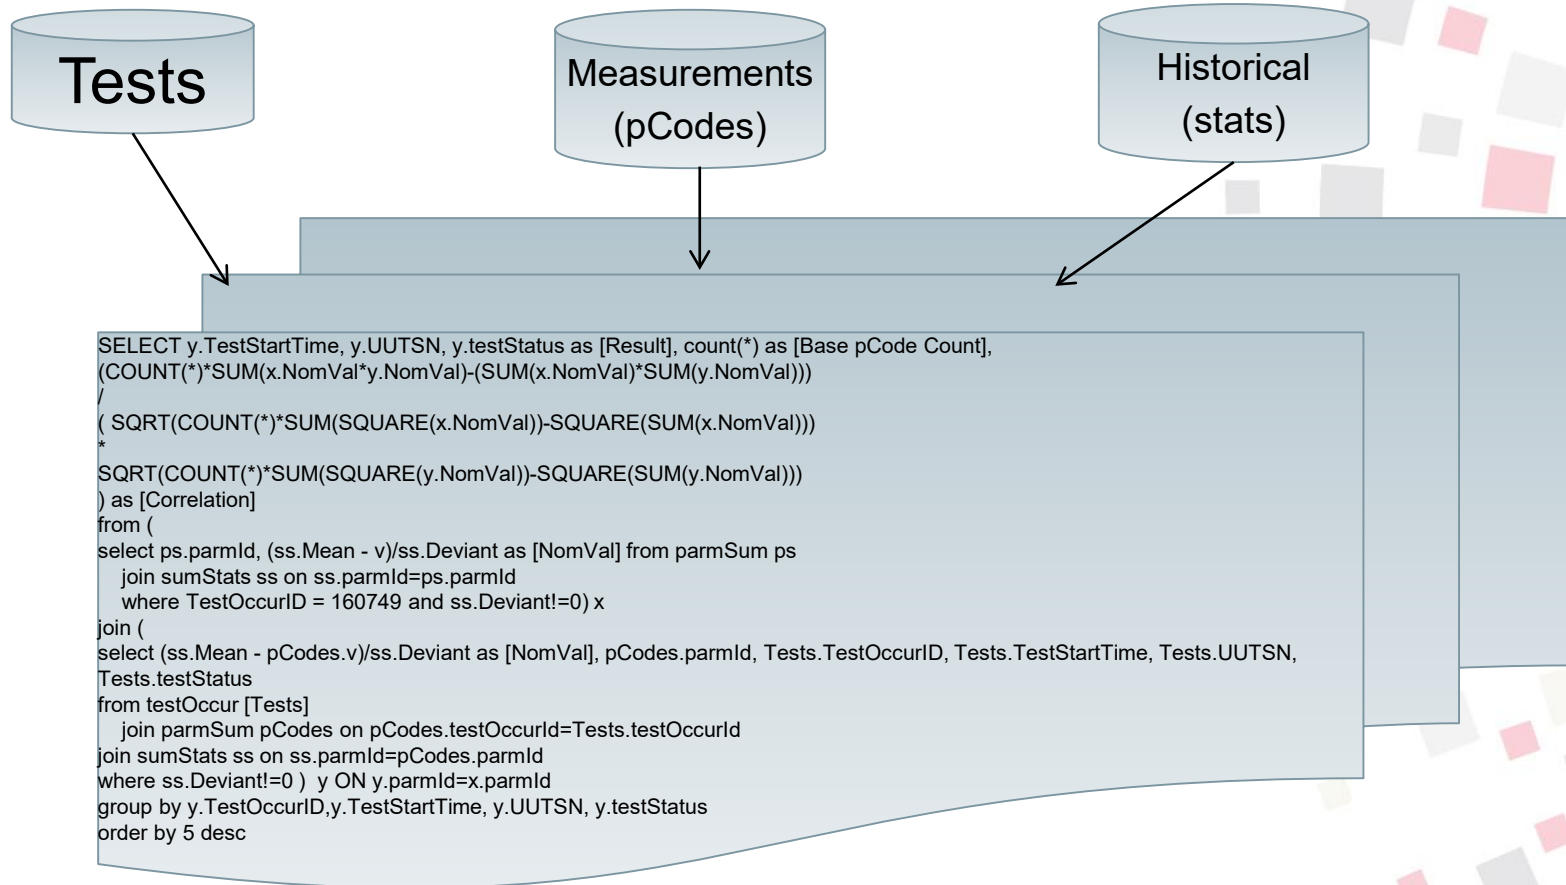 Tests
Measurements
(pCodes)
Historical
(stats)
SELECT y.TestStartTime, y.UUTSN, y.testStatus as [Result], count(*) as [Base pCode Count],
(COUNT(*)*SUM(x.NomVal*y.NomVal)-(SUM(x.NomVal)*SUM(y.NomVal)))
/
( SQRT(COUNT(*)*SUM(SQUARE(x.NomVal))-SQUARE(SUM(x.NomVal)))
*
SQRT(COUNT(*)*SUM(SQUARE(y.NomVal))-SQUARE(SUM(y.NomVal)))
) as [Correlation]
from (
select ps.parmId, (ss.Mean - v)/ss.Deviant as [NomVal] from parmSum ps
join sumStats ss on ss.parmId=ps.parmId
where TestOccurID = 160749 and ss.Deviant!=0) x
join (
select (ss.Mean - pCodes.v)/ss.Deviant as [NomVal], pCodes.parmId, Tests.TestOccurID, Tests.TestStartTime, Tests.UUTSN,
Tests.testStatus
from testOccur [Tests]
join parmSum pCodes on pCodes.testOccurId=Tests.testOccurId
join sumStats ss on ss.parmId=pCodes.parmId
where ss.Deviant!=0 )  y ON y.parmId=x.parmId
group by y.TestOccurID,y.TestStartTime, y.UUTSN, y.testStatus
order by 5 desc